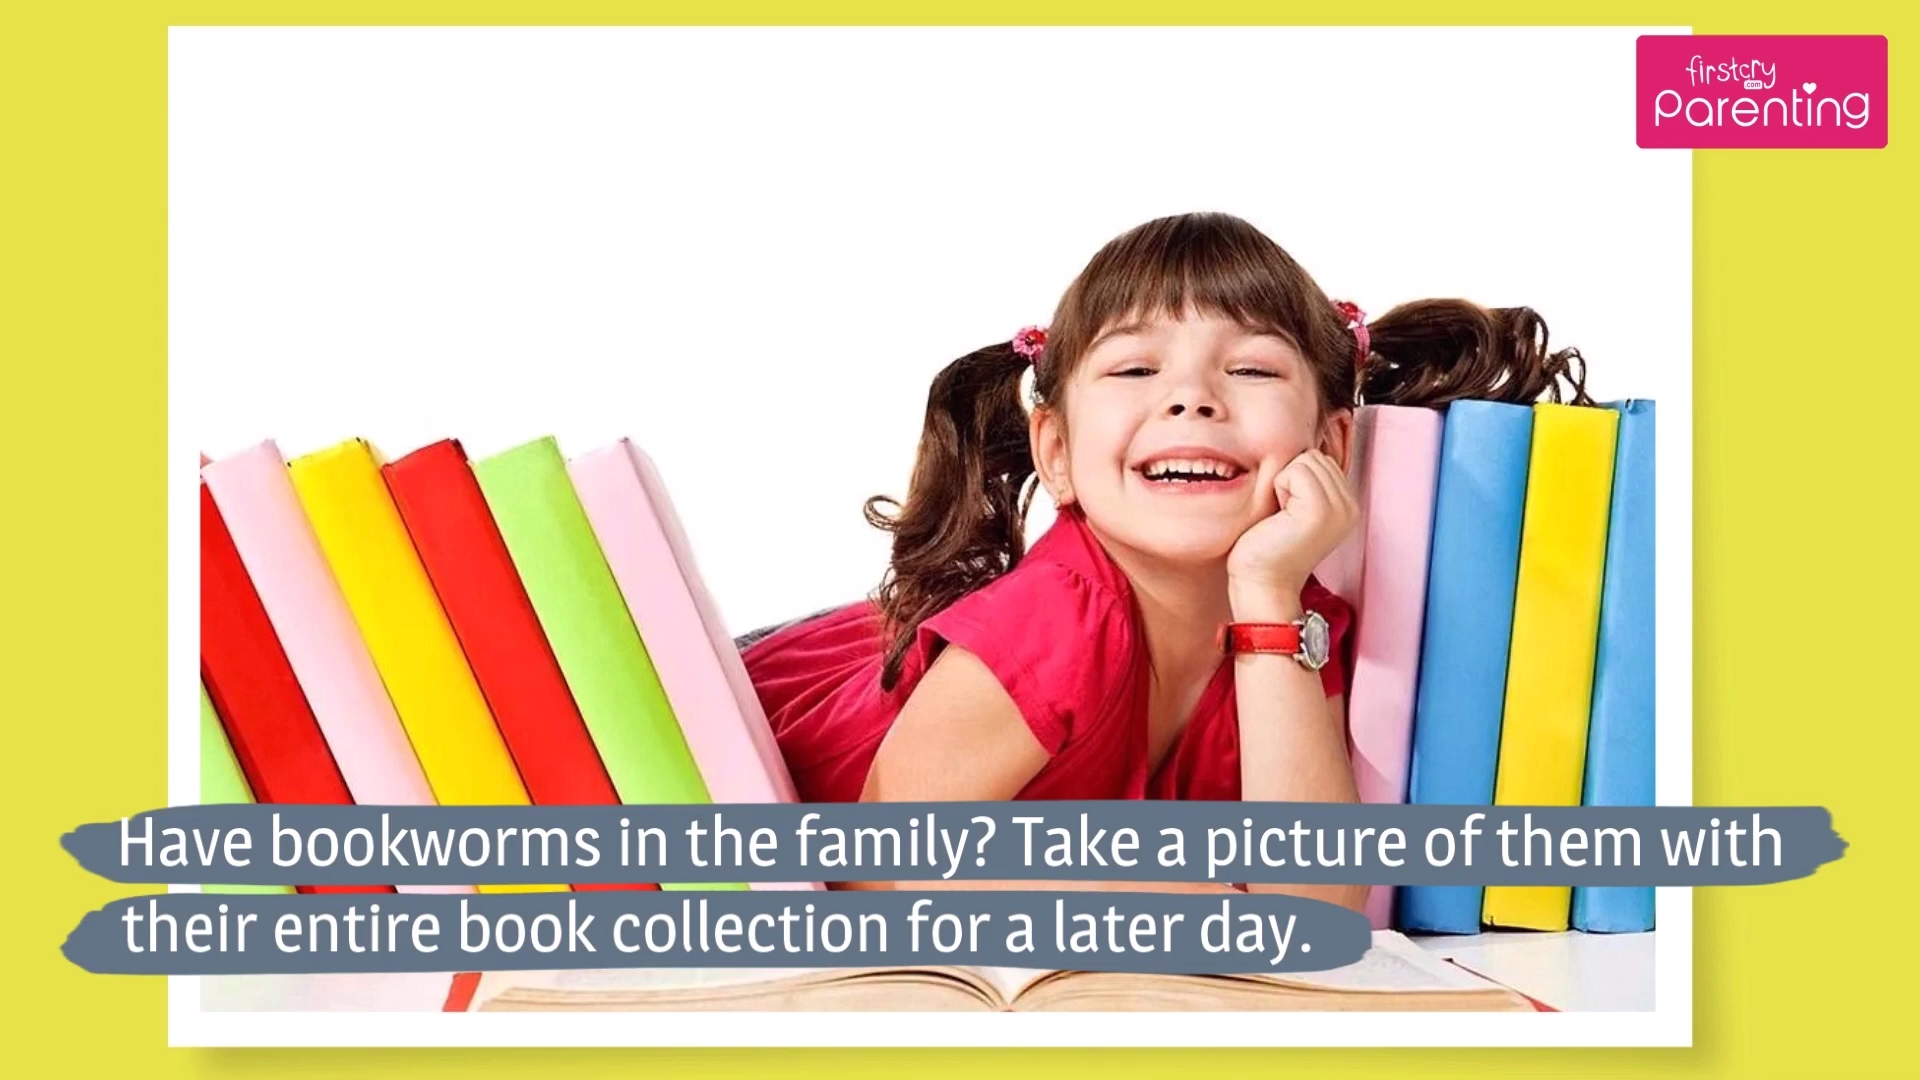 firstcry
.com
Parenting
Have bookworms in the family? Take a picture of them with
their entire book collection for a later day.